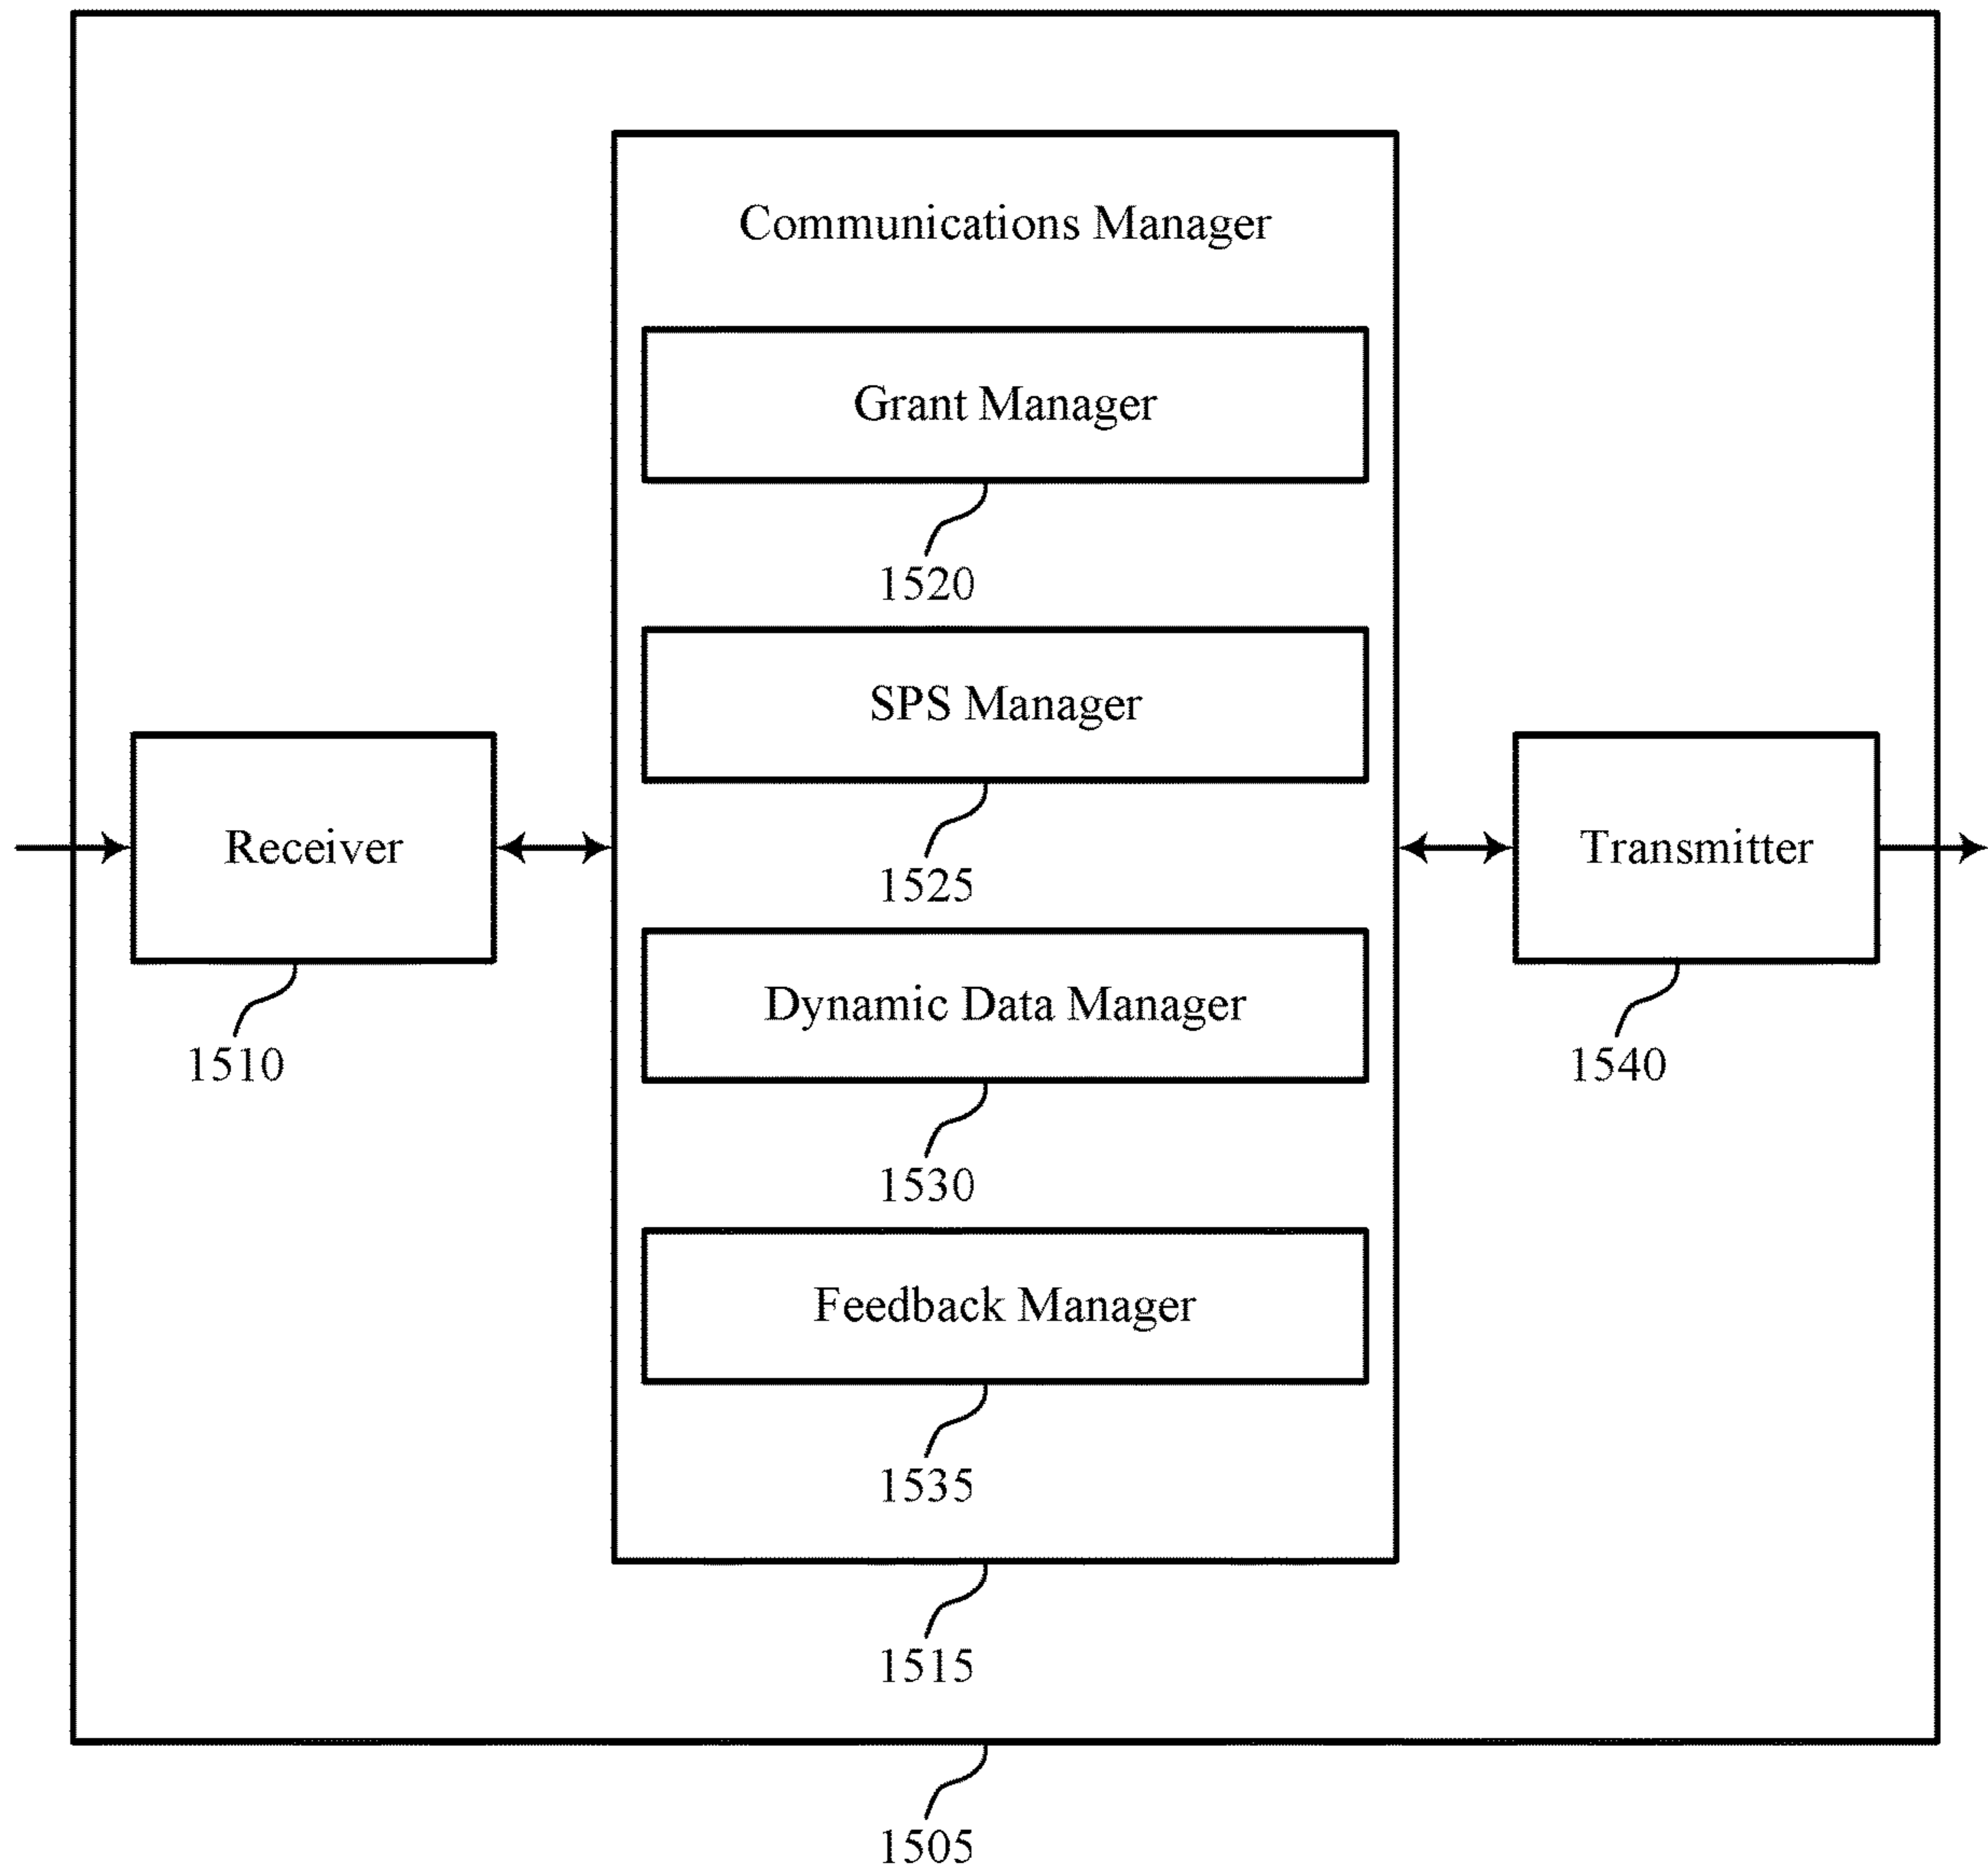 Communications Manager
Grant Manager
1520
SPS Manager
1525
Receiver
1510
Transmitter
1540
Dynamic Data Manager
1530
Feedback Manager
1535
1515
1505